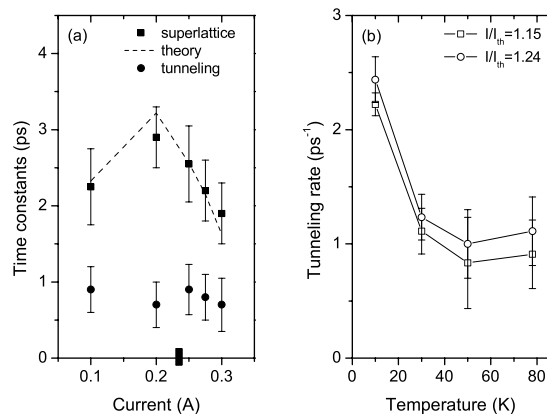 (a)
superlattice
theory
tunneling
4
3
2
1
0
Time constants (ps)
0.1
0.2
0.3
Current (A)
(b)
I/Ith=1.15
I/Ith=1.24
3
2
1
0
Tunneling rate (ps-1)
0
20
40
60
80
Temperature (K)